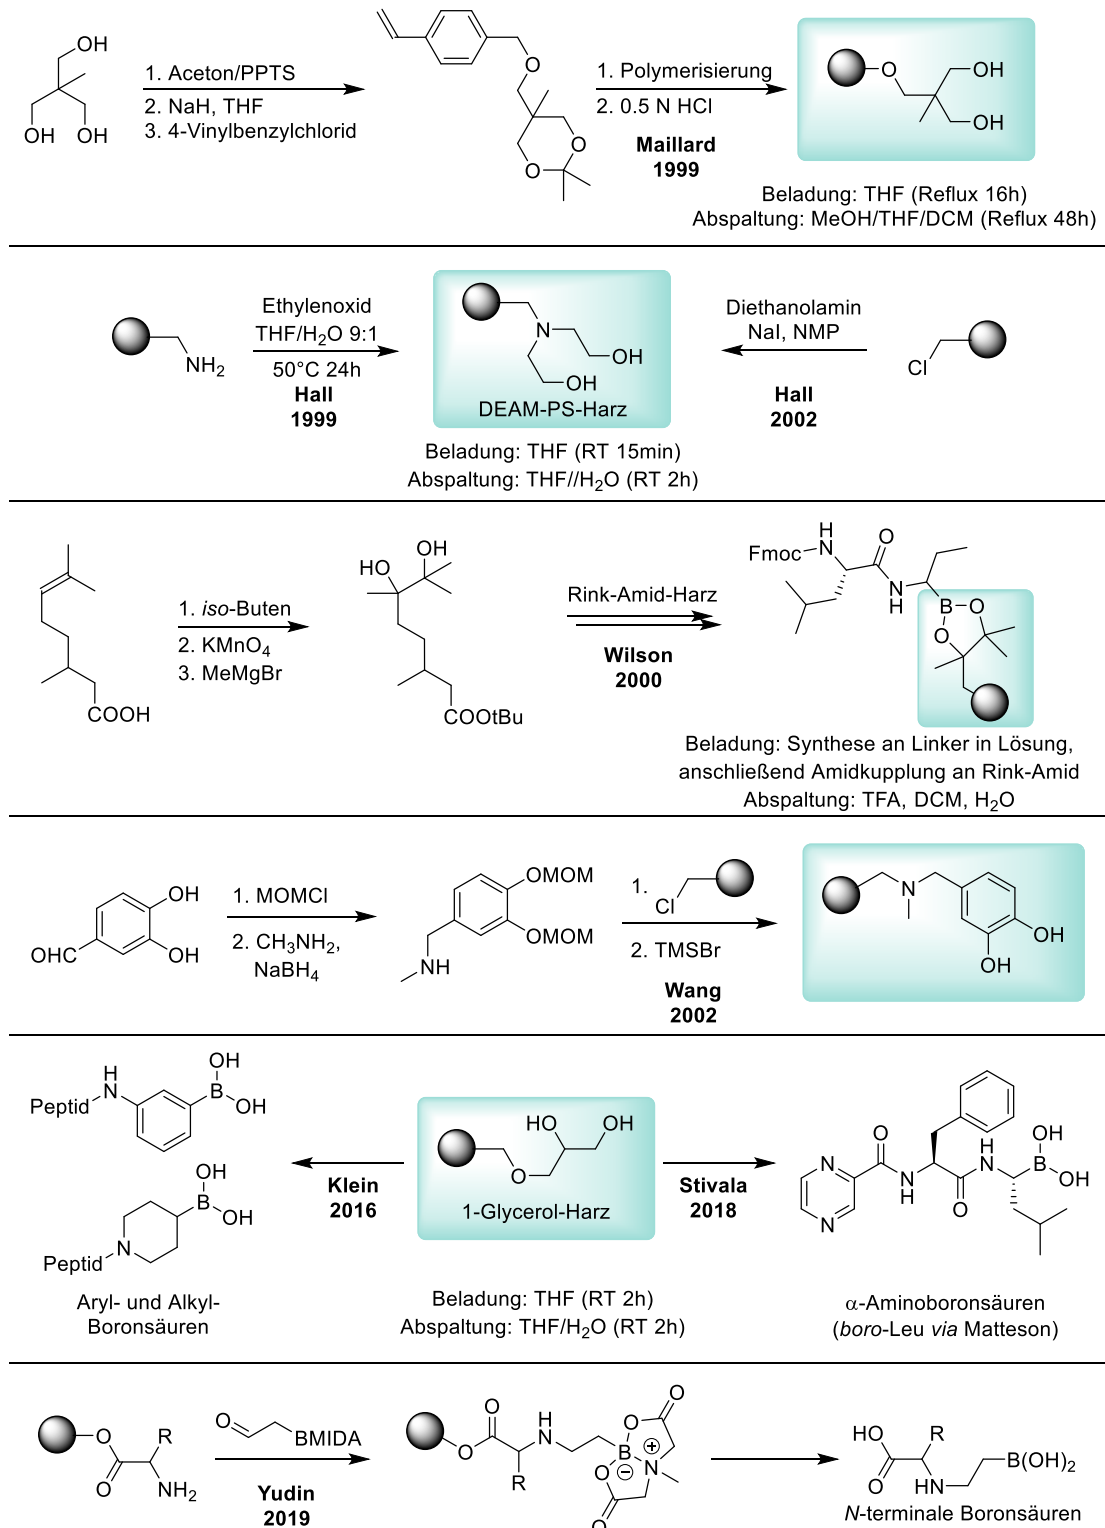 OH
OH
OH
1. Aceton/PPTS
2. NaH, THF
3. 4-Vinylbenzylchlorid
O
O
O
1. Polymerisierung
2. 0.5 N HCl
Maillard
1999
O
OH
OH
Beladung: THF (Reflux 16h)
Abspaltung: MeOH/THF/DCM (Reflux 48h)
NH2
Ethylenoxid
THF/H2O 9:1
50°C 24h
Hall
1999
N
OH
OH
DEAM-PS-Harz
Diethanolamin
NaI, NMP
Hall
2002
Cl
Beladung: THF (RT 15min)
Abspaltung: THF//H2O (RT 2h)
COOH
1. iso-Buten
2. KMnO4
3. MeMgBr
OH
HO
COOtBu
Rink-Amid-Harz
Wilson
2000
Fmoc
H
N
O
N
H
B
O
O
Beladung: Synthese an Linker in Lösung,
anschließend Amidkupplung an Rink-Amid
Abspaltung: TFA, DCM, H2O
OHC
OH
OH
1. MOMCl
2. CH3NH2,
NaBH4
OMOM
OMOM
NH
1.
Cl
2. TMSBr
Wang
2002
N
OH
OH
Peptid
H
N
OH
B
OH
Peptid
N
OH
B
OH
Aryl- und Alkyl-
Boronsäuren
Klein
2016
HO
OH
O
1-Glycerol-Harz
Beladung: THF (RT 2h)
Abspaltung: THF/H2O (RT 2h)
Stivala
2018
N
N
O
N
H
H
N
O
OH
B
OH
α-Aminoboronsäuren
(boro-Leu via Matteson)
O
O
R
NH2
O
BMIDA
Yudin
2019
O
O
R
H
N
B
⊖
O
O
O
N
⊕
O
HO
O
R
HN
B(OH)2
N-terminale Boronsäuren